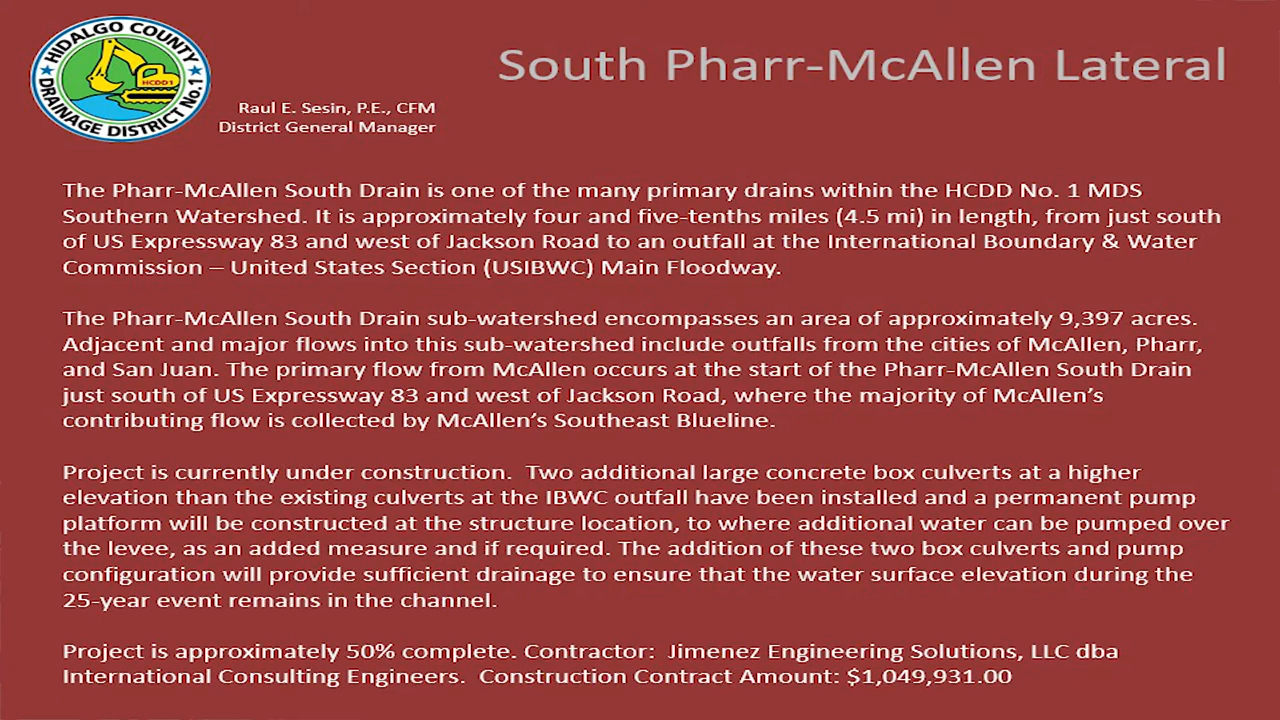 HIDALGO COUNTY
HCDD1
DRAINAGE DISTRICT No. 1
South Pharr-McAllen Lateral
Raul E. Sesin, P.E., CFM
District General Manager
The Pharr-McAllen South Drain is one of the many primary drains within the HCDD No. 1 MDS
Southern Watershed. It is approximately four and five-tenths miles (4.5 mi) in length, from just south
of US Expressway 83 and west of Jackson Road to an outfall at the International Boundary & Water
Commission – United States Section (USIBWC) Main Floodway.
The Pharr-McAllen South Drain sub-watershed encompasses an area of approximately 9,397 acres.
Adjacent and major flows into this sub-watershed include outfalls from the cities of McAllen, Pharr,
and San Juan. The primary flow from McAllen occurs at the start of the Pharr-McAllen South Drain
just south of US Expressway 83 and west of Jackson Road, where the majority of McAllen’s
contributing flow is collected by McAllen’s Southeast Blueline.
Project is currently under construction.  Two additional large concrete box culverts at a higher
elevation than the existing culverts at the IBWC outfall have been installed and a permanent pump
platform will be constructed at the structure location, to where additional water can be pumped over
the levee, as an added measure and if required. The addition of these two box culverts and pump
configuration will provide sufficient drainage to ensure that the water surface elevation during the
25-year event remains in the channel.
Project is approximately 50% complete. Contractor:  Jimenez Engineering Solutions, LLC dba
International Consulting Engineers.  Construction Contract Amount: $1,049,931.00